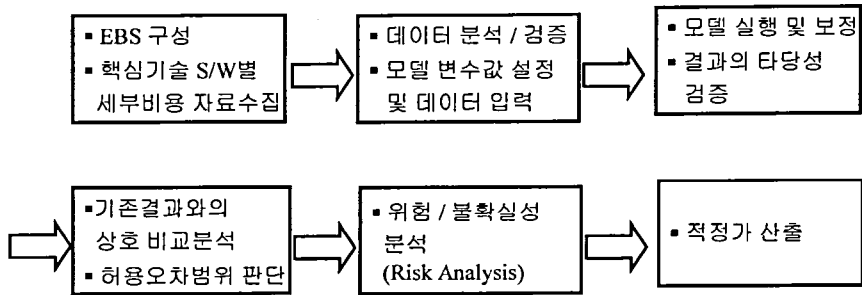 ▪ EBS 구성
▪ 핵심기술 S/W별
세부비용 자료수집
▪ 데이터 분석 / 검증
▪ 모델 변수값 설정
및 데이터 입력
▪ 모델 실행 및 보정
▪ 결과의 타당성
검증
▪기존결과와의
상호 비교분석
▪ 허용오차범위 판단
▪ 위험 / 불확실성
분석
(Risk Analysis)
▪ 적정가 산출